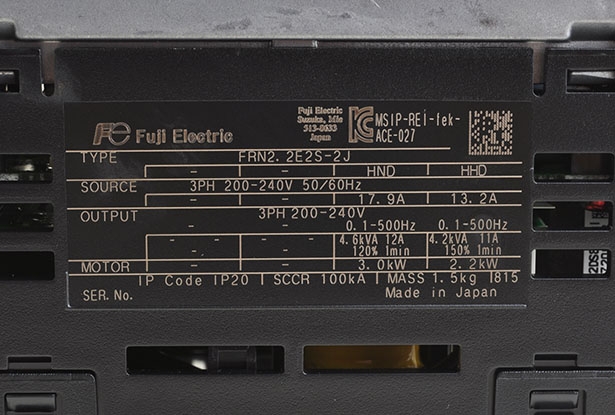 Fuji Electric
Fuji Electric
Suzuka, Mie
513-8633
Japan
MSIP-REI-fek-
ACE-027
TYPE FRN2.2E2S-2J
- - HND HHD
SOURCE 3PH 200-240V 50/60Hz
- - 17.9A 13.2A
OUTPUT 3PH 200-240V
- - 0.1-500Hz 0.1-500Hz
- - - - 4.6kVA 12A 4.2kVA 11A
120% 1min 150% 1min
MOTOR - - 3.0kW 2.2kW
IP Code IP20 SCCR 100kA MASS 1.5kg I815
SER. No. Made in Japan